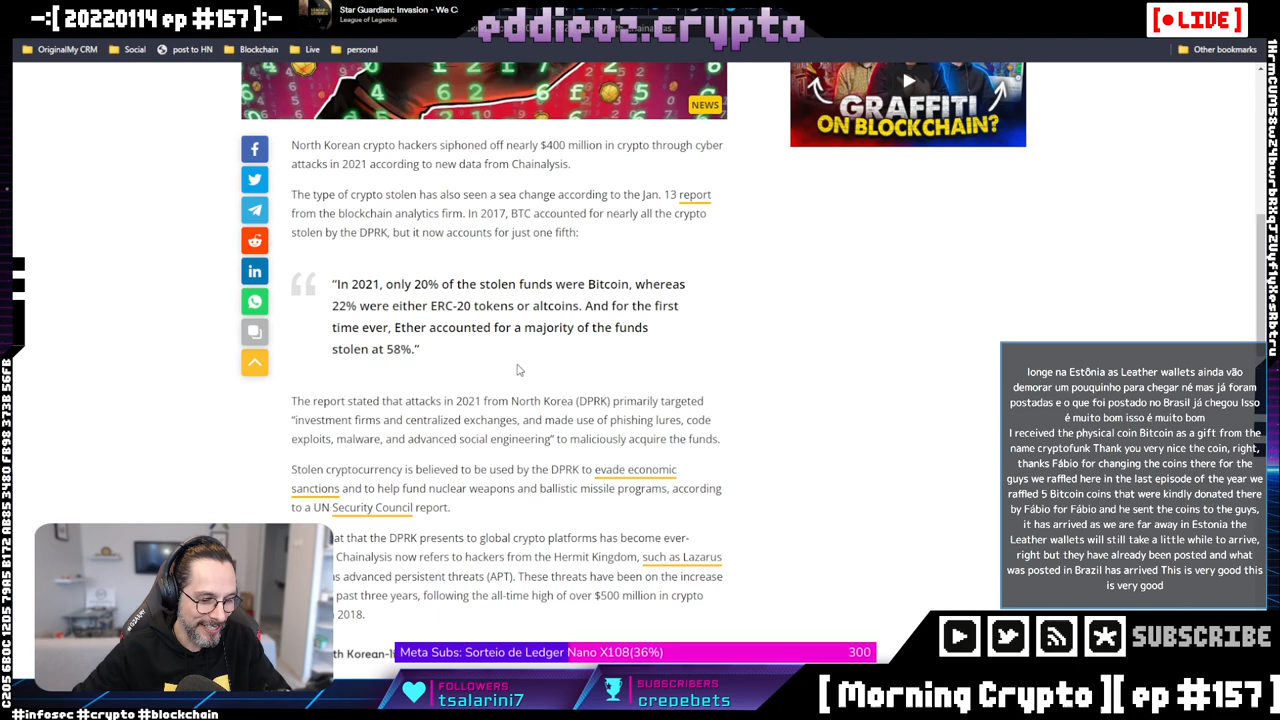 -:[ 20220114 ep #157]:-
Star Guardian: Invasion - We C
League of Legends
eddieoz.crypto
[● LIVE]
OriginalMy CRM
Social
post to HN
Blockchain
Live
personal
Other bookmarks
NEWS
GRAFFITI
ON BLOCKCHAIN?
North Korean crypto hackers siphoned off nearly $400 million in crypto through cyber
attacks in 2021 according to new data from Chainalysis.
The type of crypto stolen has also seen a sea change according to the Jan. 13 report
from the blockchain analytics firm. In 2017, BTC accounted for nearly all the crypto
stolen by the DPRK, but it now accounts for just one fifth:
“In 2021, only 20% of the stolen funds were Bitcoin, whereas
22% were either ERC-20 tokens or altcoins. And for the first
time ever, Ether accounted for a majority of the funds
stolen at 58%.”
The report stated that attacks in 2021 from North Korea (DPRK) primarily targeted
“investment firms and centralized exchanges, and made use of phishing lures, code
exploits, malware, and advanced social engineering” to maliciously acquire the funds.
Stolen cryptocurrency is believed to be used by the DPRK to evade economic
sanctions and to help fund nuclear weapons and ballistic missile programs, according
to a UN Security Council report.
at that the DPRK presents to global crypto platforms has become ever-
Chainalysis now refers to hackers from the Hermit Kingdom, such as Lazarus
s advanced persistent threats (APT). These threats have been on the increase
past three years, following the all-time high of over $500 million in crypto
2018.
th Korean-li
longe na Estônia as Leather wallets ainda vão
demorar um pouquinho para chegar né mas já foram
postadas e o que foi postado no Brasil já chegou Isso
é muito bom isso é muito bom
I received the physical coin Bitcoin as a gift from the
name cryptofunk Thank you very nice the coin, right,
thanks Fábio for changing the coins there for the
guys we raffled here in the last episode of the year we
raffled 5 Bitcoin coins that were kindly donated there
by Fábio for Fábio and he sent the coins to the guys,
it has arrived as we are far away in Estonia the
Leather wallets will still take a little while to arrive,
right but they have already been posted and what
was posted in Brazil has arrived This is very good this
is very good
Meta Subs: Sorteio de Ledger Nano X
108(36%)
300
SUBSCRIBE
FOLLOWERS
tsalarini7
SUBSCRIBERS
crepebets
[ Morning Crypto ][ ep #157 ]
#infosec #crypto #blockchain